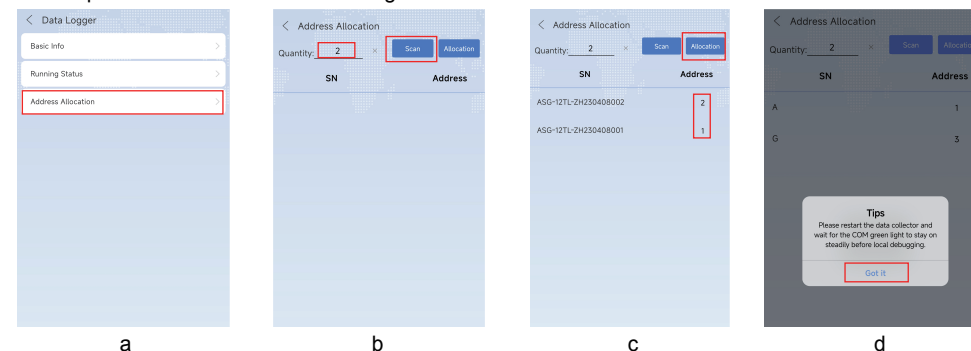 Data Logger
Basic Info
Running Status
Address Allocation
a
Address Allocation
Quantity: 2 × Scan Allocation
SN Address
b
Address Allocation
Quantity: 2 × Scan Allocation
SN Address
ASG-12TL-ZH230408002 2
ASG-12TL-ZH230408001 1
c
Address Allocation
Quantity: 2 × Scan
SN Address
A 1
G 3
Tips
Please restart the data collector and
wait for the COM green light to stay on
steadily before local debugging.
Got it
d